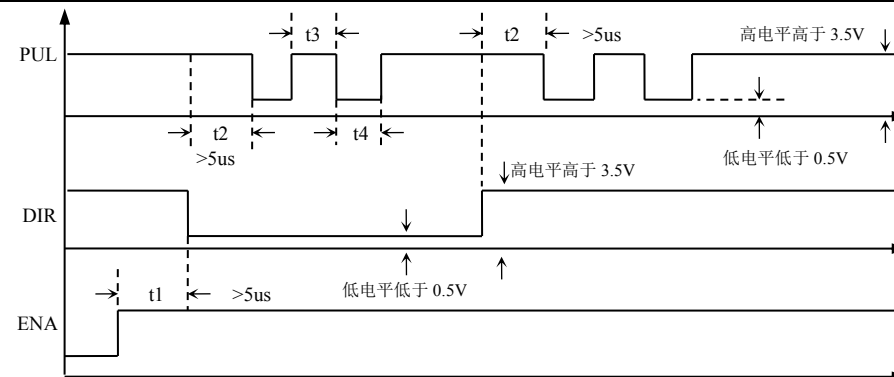 t3
t2
>5us
高电平高于 3.5V
PUL
t2
t4
>5us
低电平低于 0.5V
高电平高于 3.5V
DIR
低电平低于 0.5V
t1
>5us
ENA